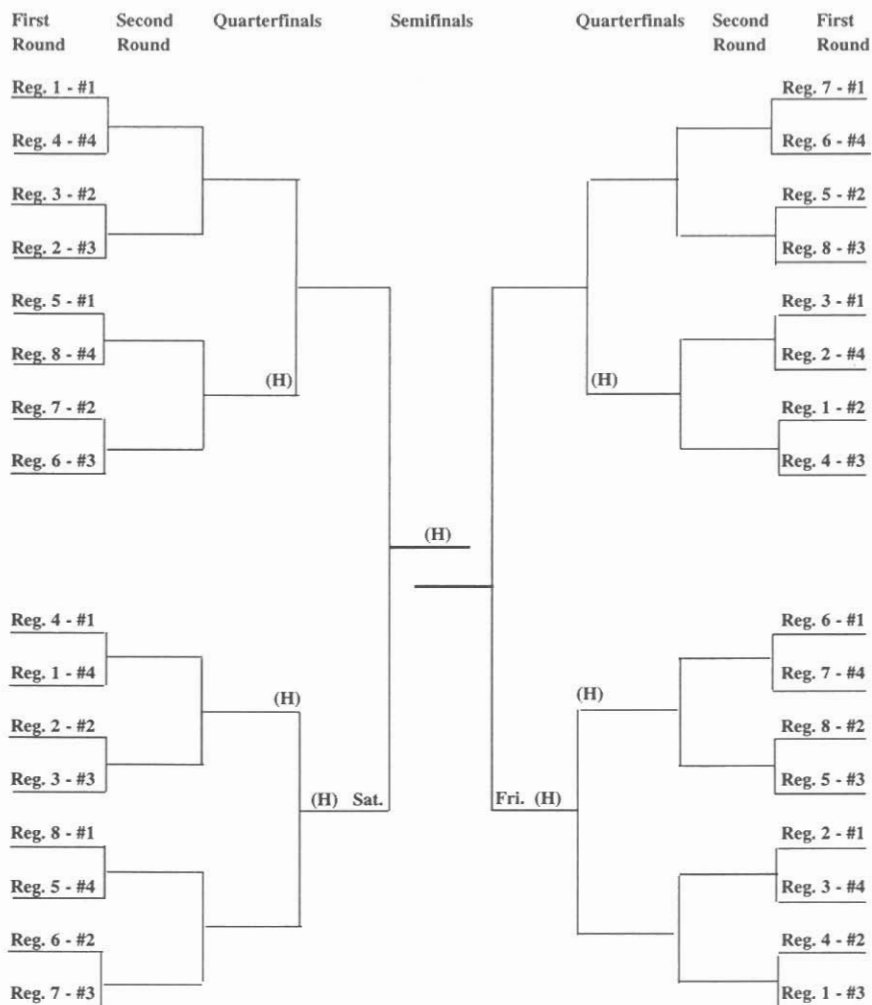 First Second Quarterfinals Semifinals Quarterfinals Second First
Round Round Round Round
Reg. 1 - #1
Reg. 4 - #4
Reg. 3 - #2
Reg. 2 - #3
Reg. 5 - #1
Reg. 8 - #4
(H)
Reg. 7 - #2
Reg. 6 - #3
Reg. 4 - #1
Reg. 1 - #4
(H)
Reg. 2 - #2
Reg. 3 - #3
(H) Sat.
Reg. 8 - #1
Reg. 5 - #4
Reg. 6 - #2
Reg. 7 - #3
(H)
Reg. 7 - #1
Reg. 6 - #4
Reg. 5 - #2
Reg. 8 - #3
Reg. 3 - #1
Reg. 2 - #4
(H)
Reg. 1 - #2
Reg. 4 - #3
Reg. 6 - #1
Reg. 7 - #4
(H)
Reg. 8 - #2
Reg. 5 - #3
Fri. (H)
Reg. 2 - #1
Reg. 3 - #4
Reg. 4 - #2
Reg. 1 - #3